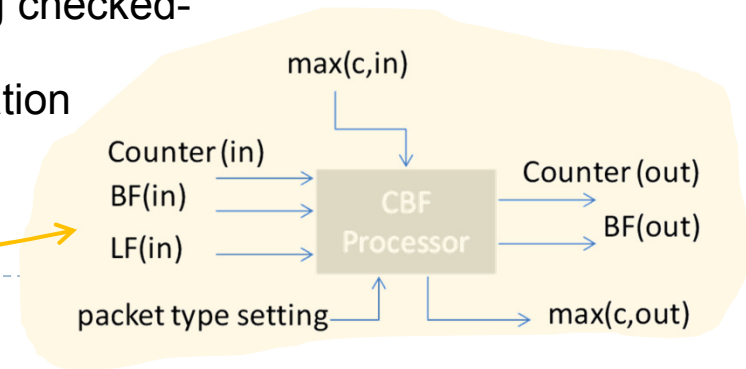 checked-
max(c,in)
Counter (in)
BF(in)
LF(in)
CBF
Processor
Counter (out)
BF(out)
packet type setting
max(c,out)